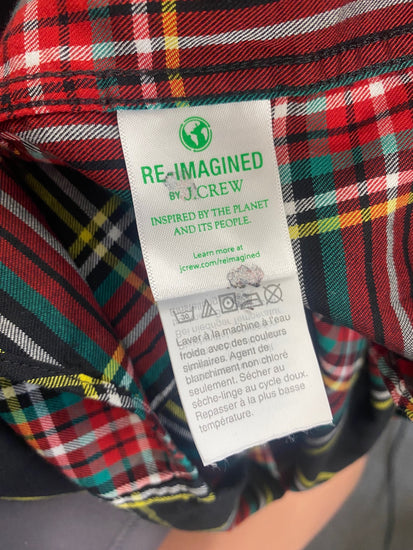 RE-IMAGINED
BY J.CREW
INSPIRED BY THE PLANET
AND ITS PEOPLE.
Learn more at
jcrew.com/reimagined
Laver à la machine à l'eau
froide avec des couleurs
similaires. Agent de
blanchiment non chloré
seulement. Sécher au
sèche-linge au cycle doux.
Repasser à la plus basse
température.